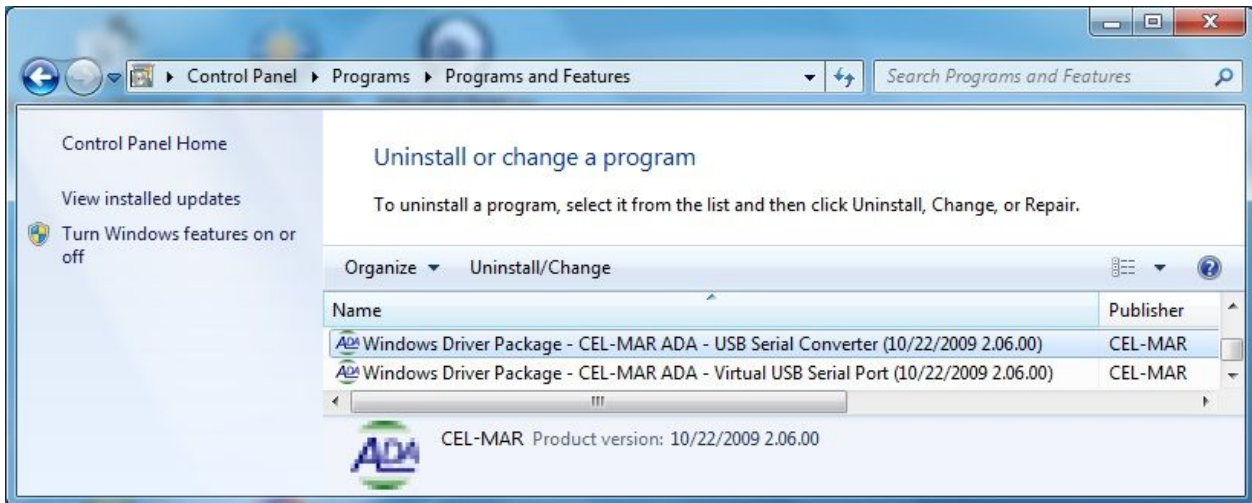 Control Panel ▸ Programs ▸ Programs and Features
Search Programs and Features
Control Panel Home
View installed updates
Turn Windows features on or
off
Uninstall or change a program
To uninstall a program, select it from the list and then click Uninstall, Change, or Repair.
Organize Uninstall/Change
Name Publisher
ADA Windows Driver Package - CEL-MAR ADA - USB Serial Converter (10/22/2009 2.06.00) CEL-MAR
ADA Windows Driver Package - CEL-MAR ADA - Virtual USB Serial Port (10/22/2009 2.06.00) CEL-MAR
ADA CEL-MAR Product version: 10/22/2009 2.06.00